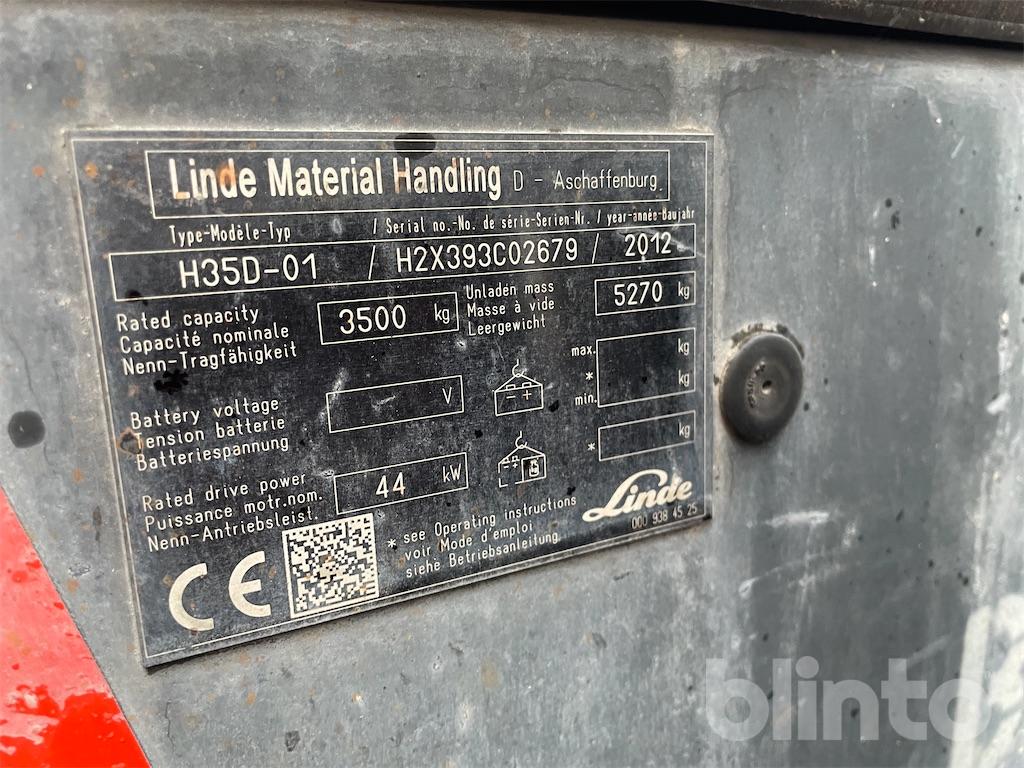 Linde Material Handling D - Aschaffenburg
Type-Modèle-Typ / Serial no.-No. de série-Serien-Nr. / year-année-Baujahr
H35D-01 / H2X393C02679 / 2012
Rated capacity
Capacité nominale
Nenn-Tragfähigkeit
3500 kg
Unladen mass
Masse à vide
Leergewicht
5270 kg
Battery voltage
Tension batterie
Batteriespannung
V
max. kg
*
min. kg
Rated drive power
Puissance motr.nom.
Nenn-Antriebsleist.
44 kW
* kg
* see Operating instructions
voir Mode d'emploi
siehe Betriebsanleitung.
Linde
000 938 45 25
CE
blinto